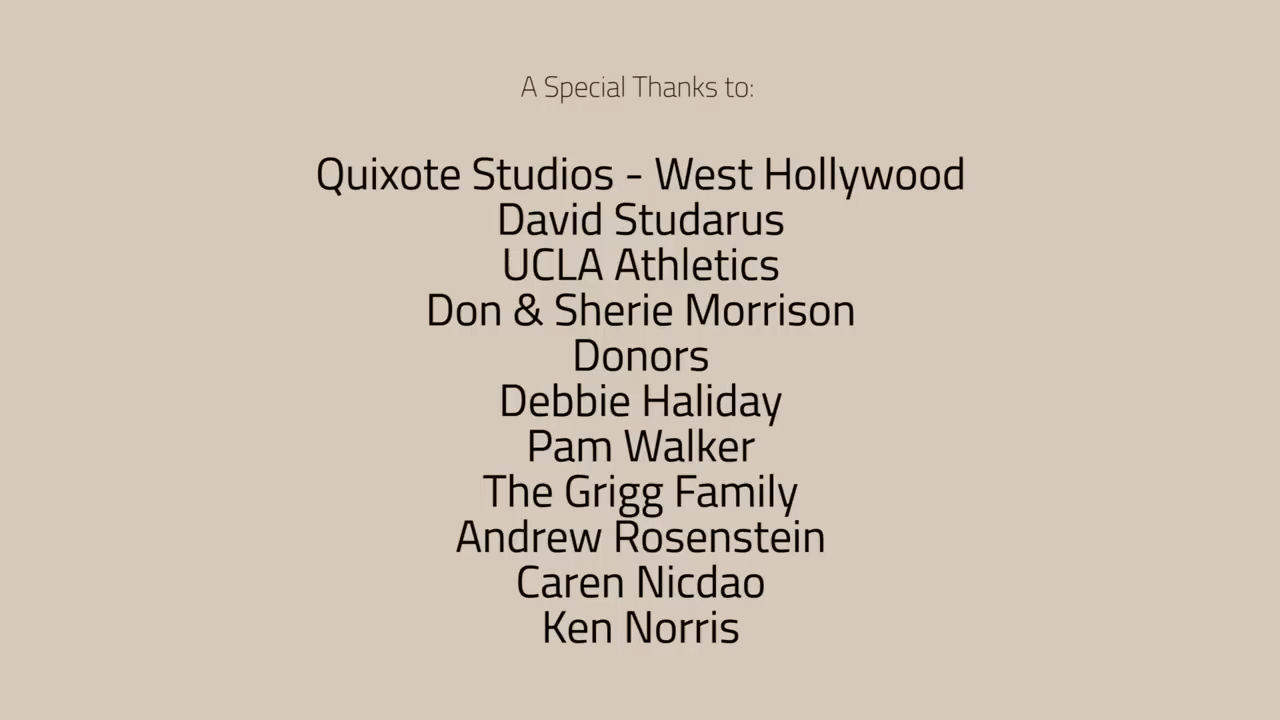 A Special Thanks to:
Quixote Studios - West Hollywood
David Studarus
UCLA Athletics
Don & Sherie Morrison
Donors
Debbie Haliday
Pam Walker
The Grigg Family
Andrew Rosenstein
Caren Nicdao
Ken Norris